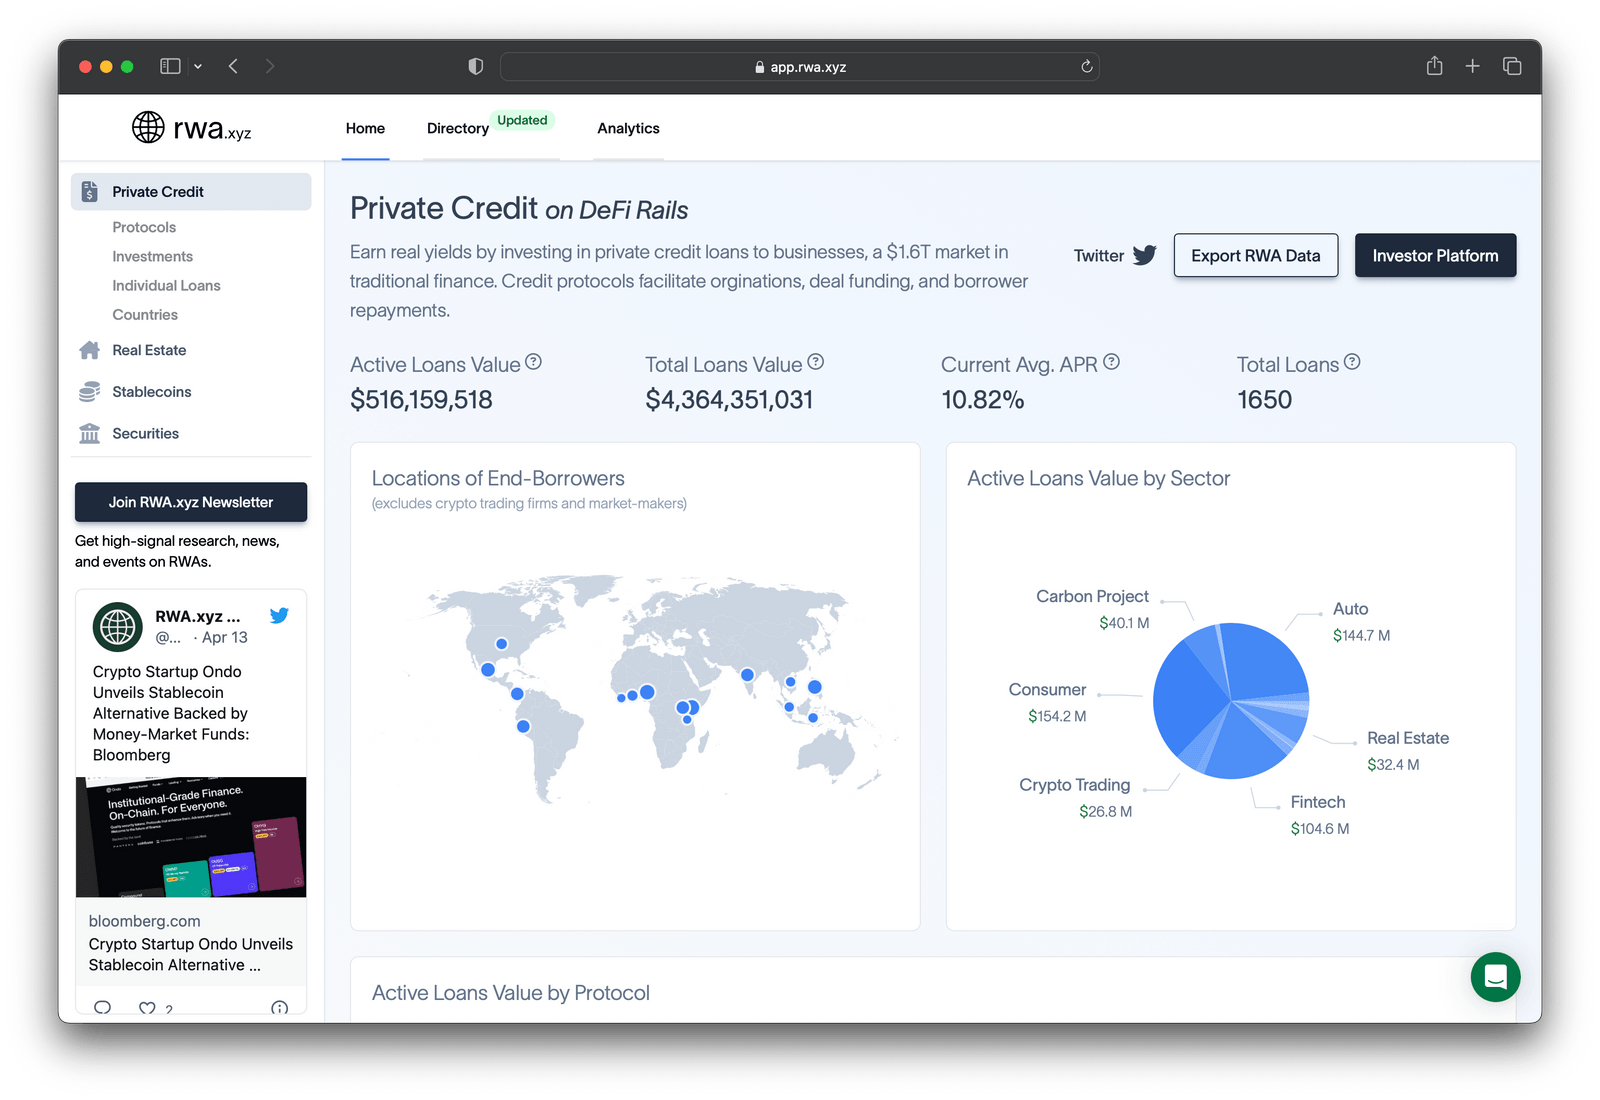 app.rwa.xyz
rwa.xyz
Home
Directory
Updated
Analytics
Private Credit
Protocols
Investments
Individual Loans
Countries
Real Estate
Stablecoins
Securities
Join RWA.xyz Newsletter
Get high-signal research, news,
and events on RWAs.
RWA.xyz ...
@... · Apr 13
Crypto Startup Ondo
Unveils Stablecoin
Alternative Backed by
Money-Market Funds:
Bloomberg
Ondo
Institutional-Grade Finance.
On-Chain. For Everyone.
bloomberg.com
Crypto Startup Ondo Unveils
Stablecoin Alternative ...
2
Private Credit on DeFi Rails
Earn real yields by investing in private credit loans to businesses, a $1.6T market in
traditional finance. Credit protocols facilitate orginations, deal funding, and borrower
repayments.
Twitter
Export RWA Data
Investor Platform
Active Loans Value
$516,159,518
Total Loans Value
$4,364,351,031
Current Avg. APR
10.82%
Total Loans
1650
Locations of End-Borrowers
(excludes crypto trading firms and market-makers)
Active Loans Value by Sector
Carbon Project
$40.1 M
Auto
$144.7 M
Consumer
$154.2 M
Real Estate
$32.4 M
Crypto Trading
$26.8 M
Fintech
$104.6 M
Active Loans Value by Protocol